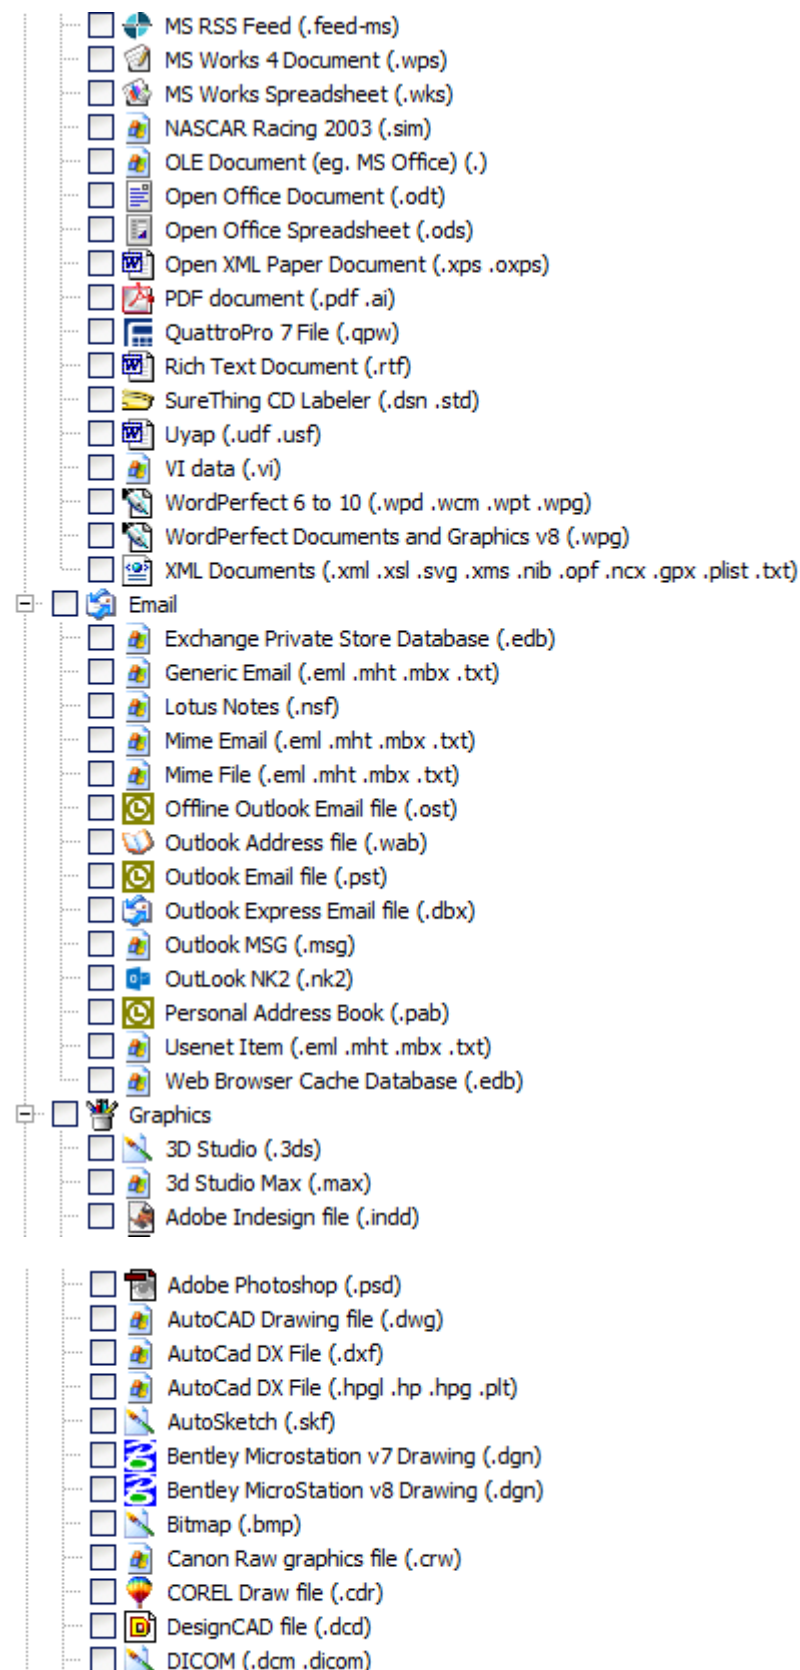 MS RSS Feed (.feed-ms)
MS Works 4 Document (.wps)
MS Works Spreadsheet (.wks)
NASCAR Racing 2003 (.sim)
OLE Document (eg. MS Office) (.)
Open Office Document (.odt)
Open Office Spreadsheet (.ods)
Open XML Paper Document (.xps .oxps)
PDF document (.pdf .ai)
QuattroPro 7 File (.qpw)
Rich Text Document (.rtf)
SureThing CD Labeler (.dsn .std)
Uyap (.udf .usf)
VI data (.vi)
WordPerfect 6 to 10 (.wpd .wcm .wpt .wpg)
WordPerfect Documents and Graphics v8 (.wpg)
XML Documents (.xml .xsl .svg .xms .nib .opf .ncx .gpx .plist .txt)
Email
Exchange Private Store Database (.edb)
Generic Email (.eml .mht .mbx .txt)
Lotus Notes (.nsf)
Mime Email (.eml .mht .mbx .txt)
Mime File (.eml .mht .mbx .txt)
Offline Outlook Email file (.ost)
Outlook Address file (.wab)
Outlook Email file (.pst)
Outlook Express Email file (.dbx)
Outlook MSG (.msg)
OutLook NK2 (.nk2)
Personal Address Book (.pab)
Usenet Item (.eml .mht .mbx .txt)
Web Browser Cache Database (.edb)
Graphics
3D Studio (.3ds)
3d Studio Max (.max)
Adobe Indesign file (.indd)
Adobe Photoshop (.psd)
AutoCAD Drawing file (.dwg)
AutoCad DX File (.dxf)
AutoCad DX File (.hpgl .hp .hpg .plt)
AutoSketch (.skf)
Bentley Microstation v7 Drawing (.dgn)
Bentley MicroStation v8 Drawing (.dgn)
Bitmap (.bmp)
Canon Raw graphics file (.crw)
COREL Draw file (.cdr)
DesignCAD file (.dcd)
DICOM (.dcm .dicom)